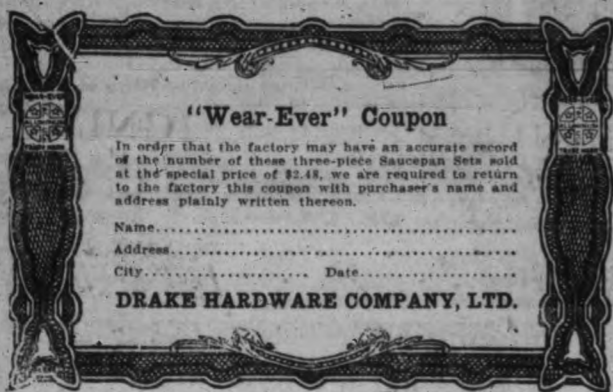 "Wear-Ever" Coupon
In order that the factory may have an accurate record
of the number of these three-piece Saucepan Sets sold
at the special price of $2.48, we are required to return
to the factory this coupon with purchaser's name and
address plainly written thereon.
Name
Address
City Date
DRAKE HARDWARE COMPANY, LTD.